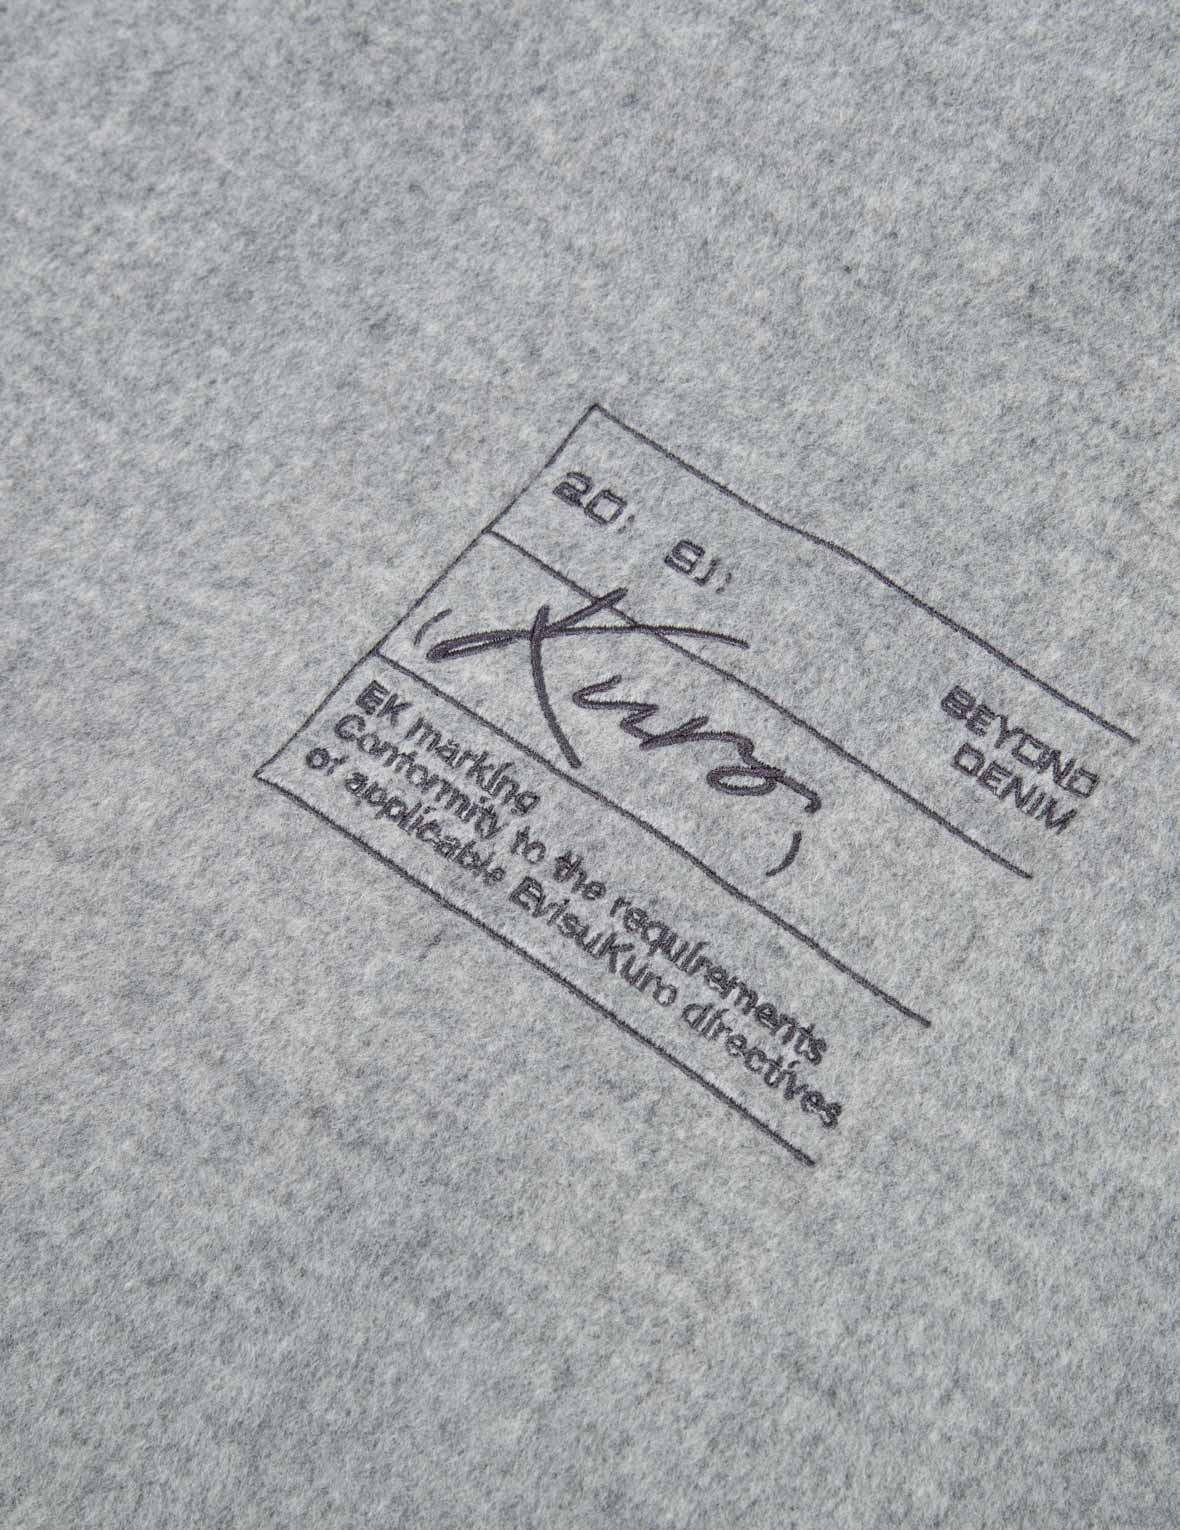 20; 91;
BEYOND
DENIM
(Kuro)
EK marking
Conformity to the requirements
of applicable EvisuKuro directives